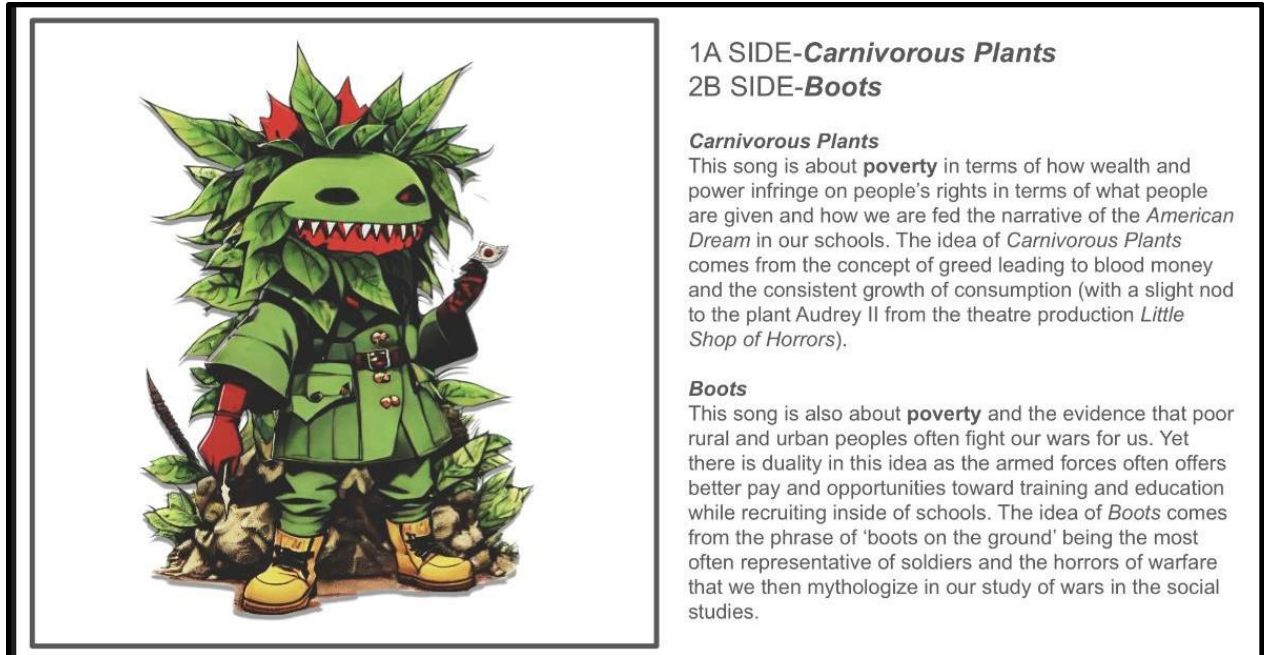 1A SIDE-Carnivorous Plants
2B SIDE-Boots
Carnivorous Plants
This song is about poverty in terms of how wealth and
power infringe on people's rights in terms of what people
are given and how we are fed the narrative of the American
Dream in our schools. The idea of Carnivorous Plants
comes from the concept of greed leading to blood money
and the consistent growth of consumption (with a slight nod
to the plant Audrey II from the theatre production Little
Shop of Horrors).
Boots
This song is also about poverty and the evidence that poor
rural and urban peoples often fight our wars for us. Yet
there is duality in this idea as the armed forces often offers
better pay and opportunities toward training and education
while recruiting inside of schools. The idea of Boots comes
from the phrase of ‘boots on the ground’ being the most
often representative of soldiers and the horrors of warfare
that we then mythologize in our study of wars in the social
studies.